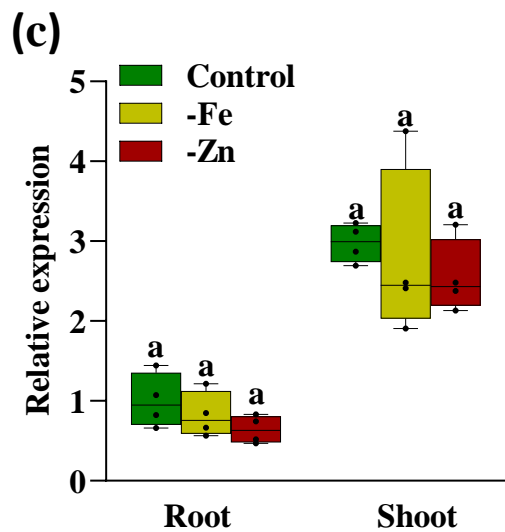 (c)
Control
-Fe
-Zn
Relative expression
5
4
3
2
1
0
a
a
a
a
a
a
Root
Shoot